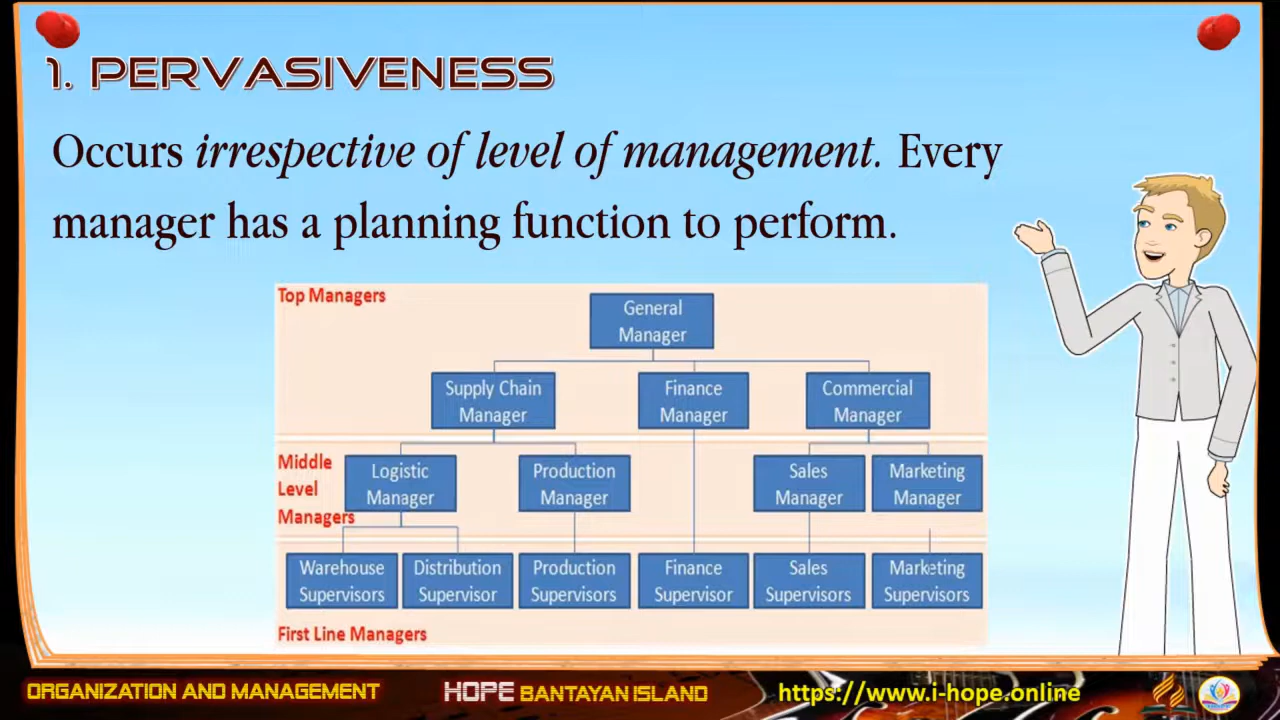 1. PERVASIVENESS
Occurs irrespective of level of management. Every
manager has a planning function to perform.
Top Managers
General
Manager
Supply Chain
Manager
Finance
Manager
Commercial
Manager
Middle
Level
Managers
Logistic
Manager
Production
Manager
Sales
Manager
Marketing
Manager
Warehouse
Supervisors
Distribution
Supervisor
Production
Supervisors
Finance
Supervisor
Sales
Supervisors
Marketing
Supervisors
First Line Managers
ORGANIZATION AND MANAGEMENT
HOPE BANTAYAN ISLAND
https://www.i-hope.online